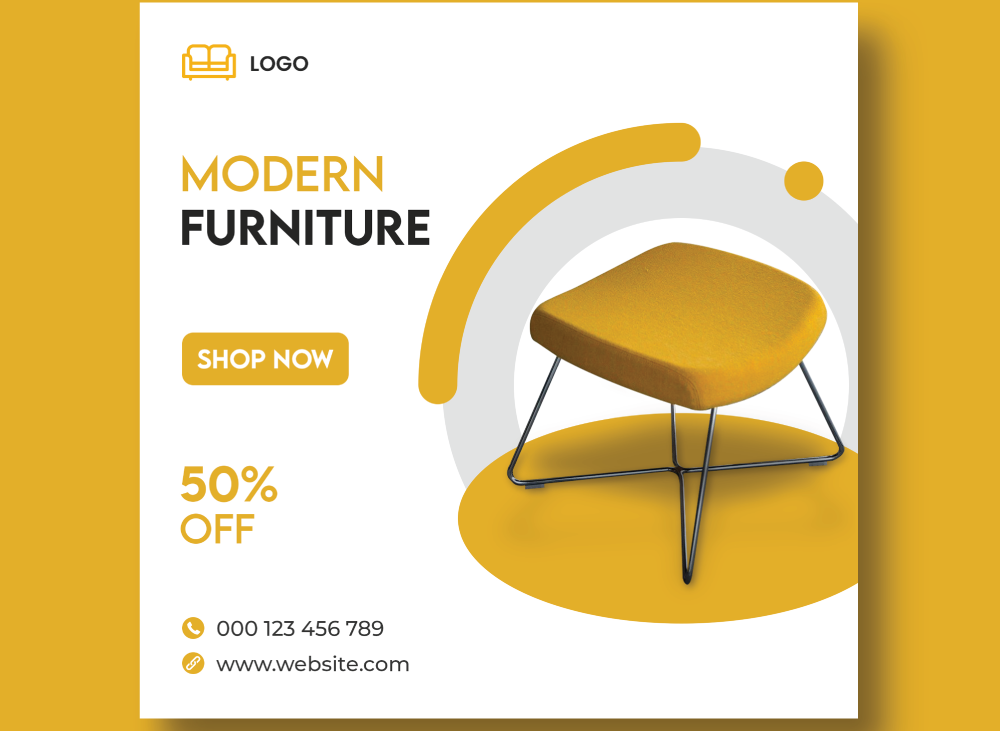 LOGO
MODERN
FURNITURE
SHOP NOW
50%
OFF
000 123 456 789
www.website.com